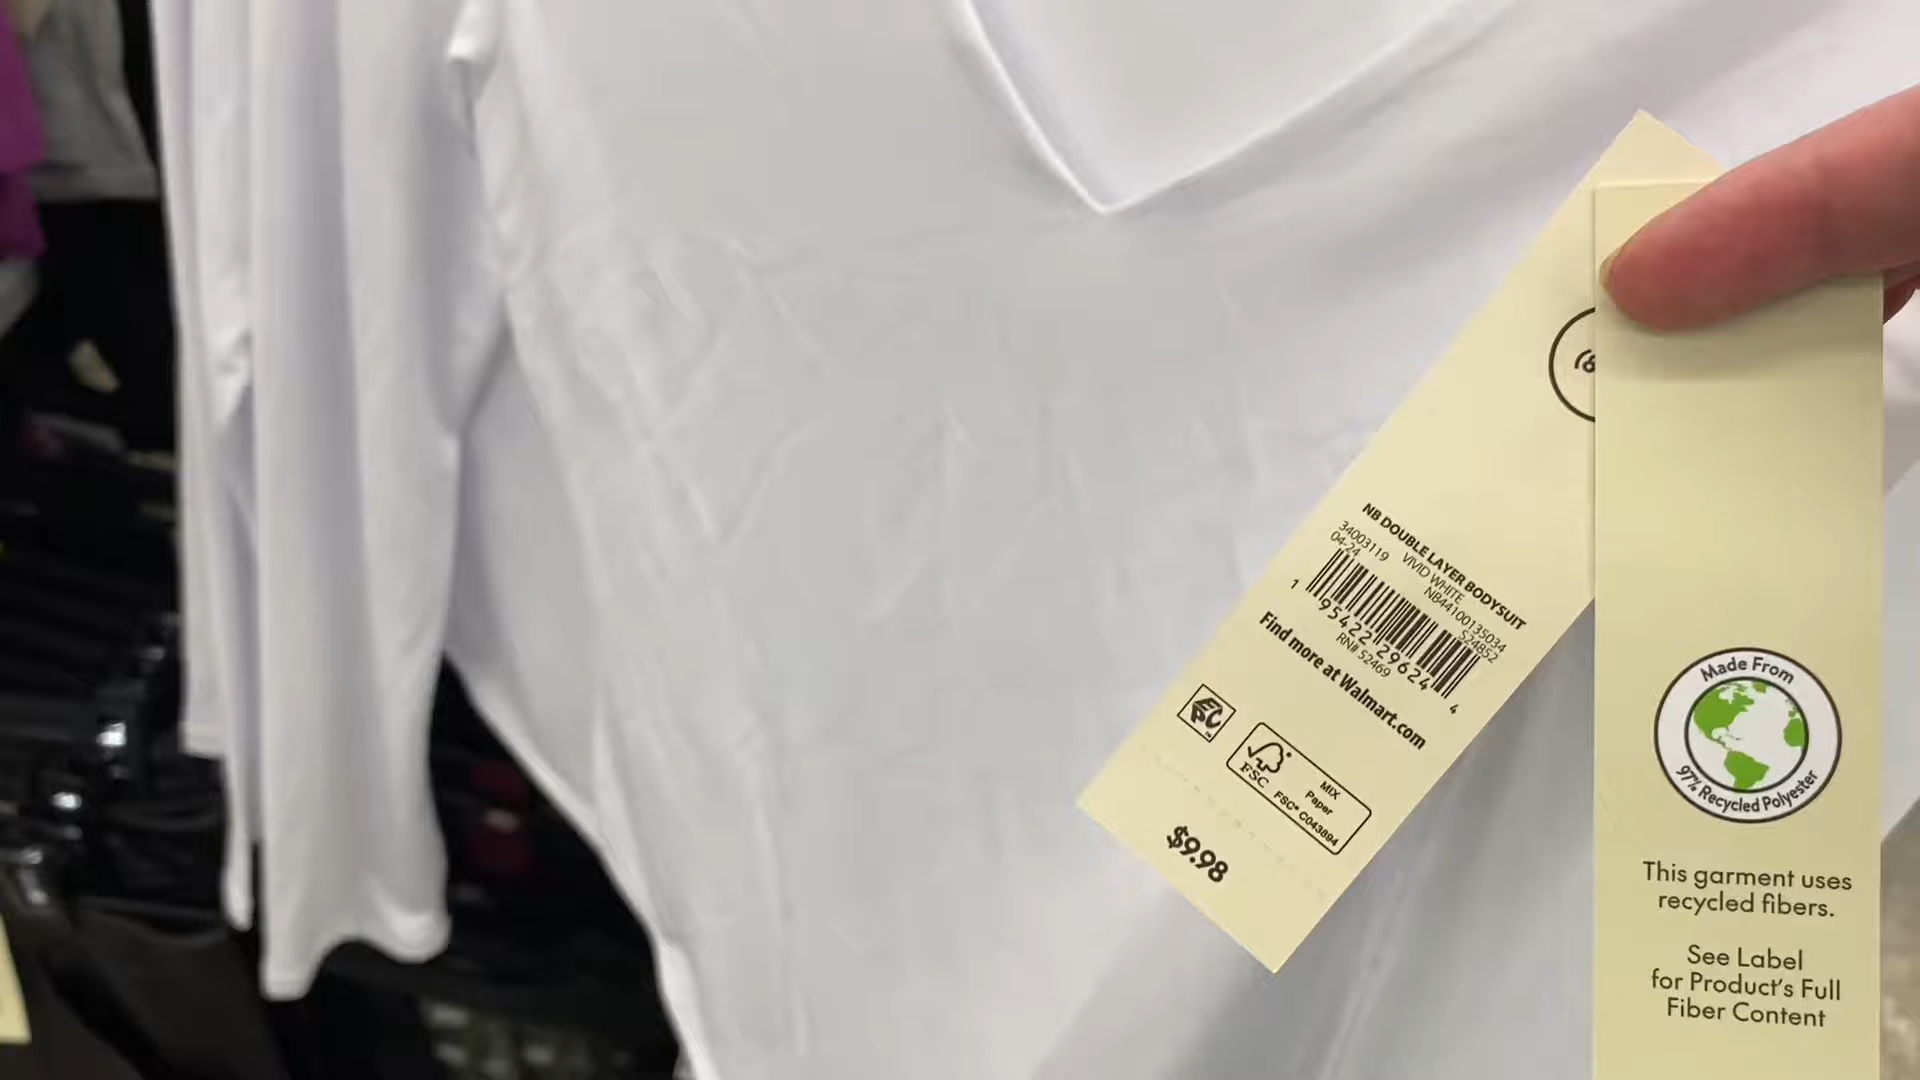 NB DOUBLE LAYER BODYSUIT
34003119 VIVID WHITE
04-24 NB44100135034
524852
1 95422 29624 4
RN# 52469
Find more at Walmart.com
EPC
FSC
MIX
Paper
FSC® C043894
$9.98
Made From
97% Recycled Polyester
This garment uses
recycled fibers.
See Label
for Product's Full
Fiber Content